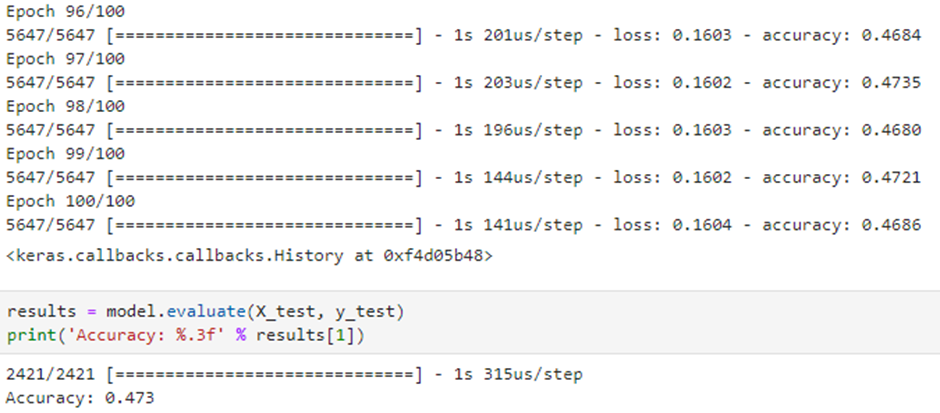 Epoch 96/100
5647/5647 [==============================] - 1s 201us/step - loss: 0.1603 - accuracy: 0.4684
Epoch 97/100
5647/5647 [==============================] - 1s 203us/step - loss: 0.1602 - accuracy: 0.4735
Epoch 98/100
5647/5647 [==============================] - 1s 196us/step - loss: 0.1603 - accuracy: 0.4680
Epoch 99/100
5647/5647 [==============================] - 1s 144us/step - loss: 0.1602 - accuracy: 0.4721
Epoch 100/100
5647/5647 [==============================] - 1s 141us/step - loss: 0.1604 - accuracy: 0.4686
<keras.callbacks.callbacks.History at 0xf4d05b48>
results = model.evaluate(X_test, y_test)
print('Accuracy: %.3f' % results[1])
2421/2421 [==============================] - 1s 315us/step
Accuracy: 0.473